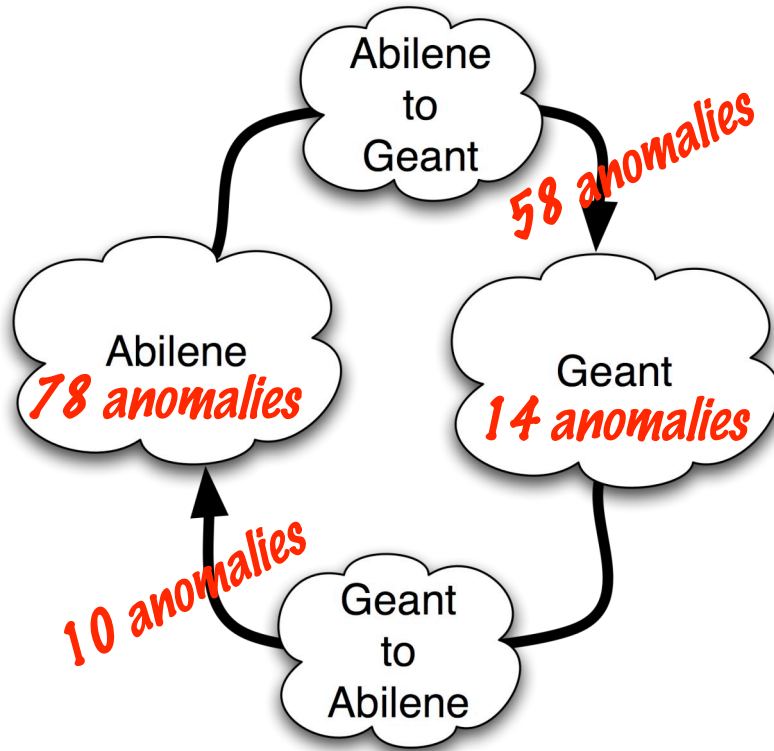 Abilene
to
Geant
58 anomalies
Abilene
78 anomalies
Geant
14 anomalies
10 anomalies
Geant
to
Abilene